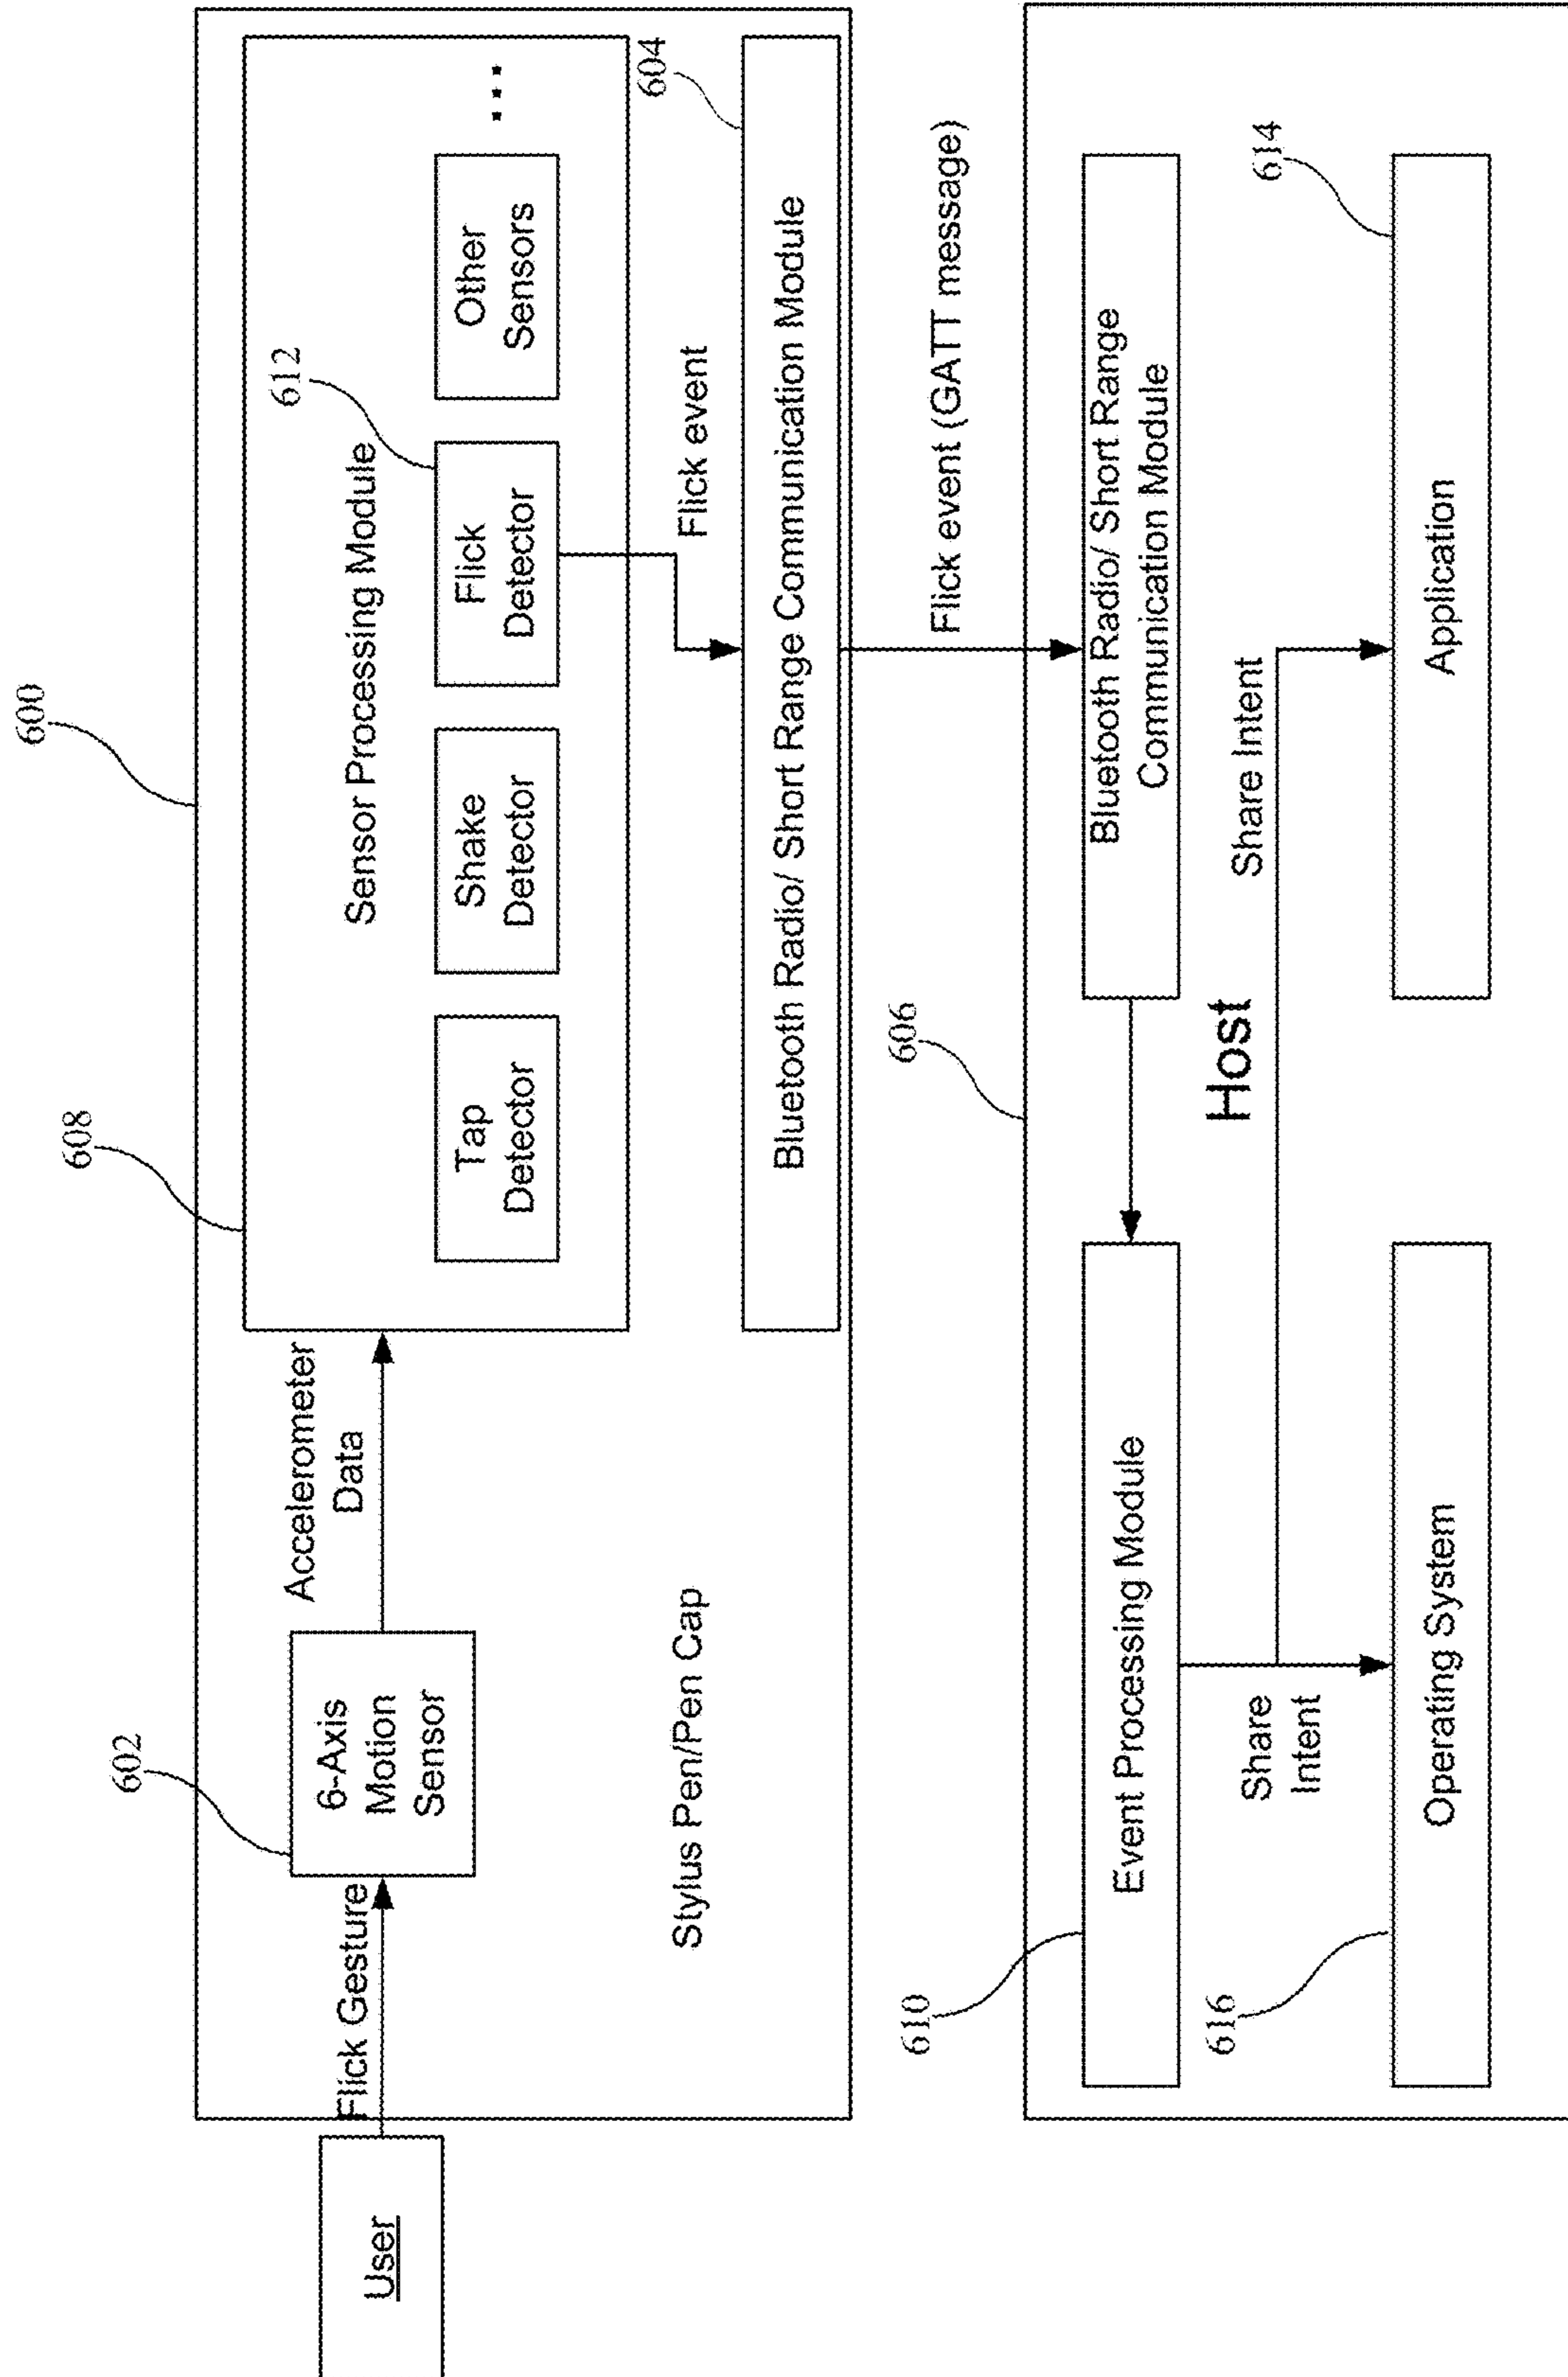 600
608
602
User
Flick Gesture
6-Axis
Motion
Sensor
Accelerometer
Data
Sensor Processing Module
612
Tap
Detector
Shake
Detector
Flick
Detector
Other
Sensors
...
Stylus Pen/Pen Cap
Flick event
604
Bluetooth Radio/ Short Range Communication Module
606
Flick event (GATT message)
610
Event Processing Module
Bluetooth Radio/ Short Range
Communication Module
Host
616
Share
Intent
Share Intent
614
Operating System
Application